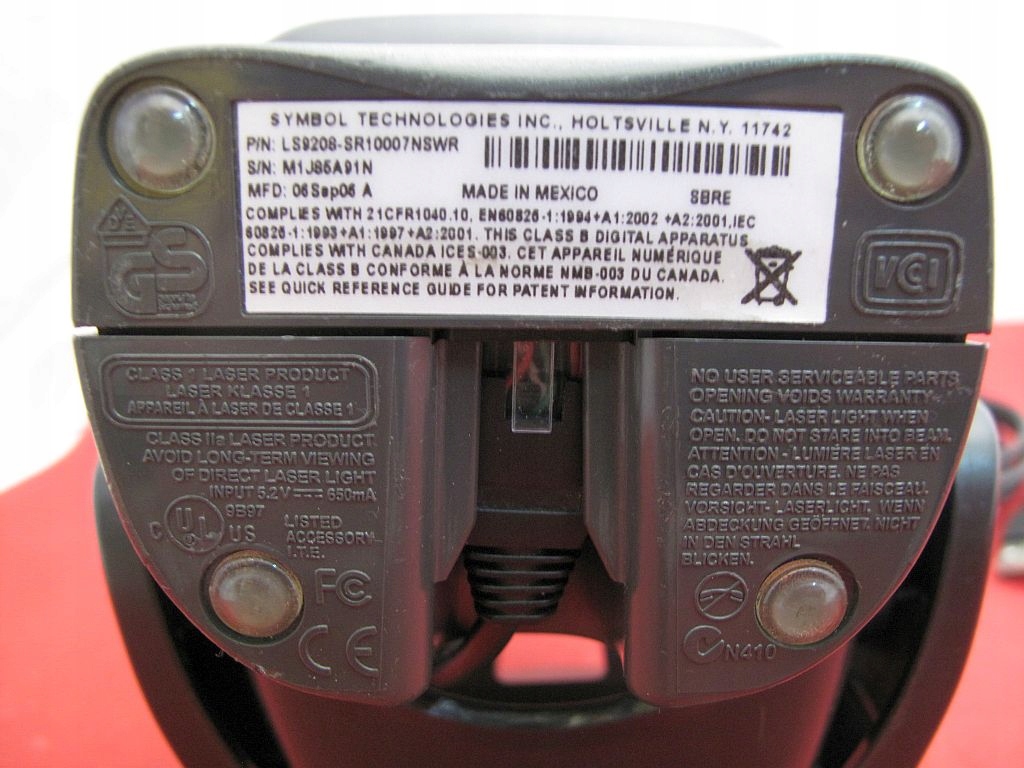 SYMBOL TECHNOLOGIES INC., HOLTSVILLE N.Y. 11742
P/N: LS9208-SR10007NSWR
S/N: M1J85A91N
MFD: 06Sep06 A MADE IN MEXICO SBRE
COMPLIES WITH 21CFR1040.10, EN60825-1:1994+A1:2002 +A2:2001,IEC
60825-1:1993+A1:1997+A2:2001. THIS CLASS B DIGITAL APPARATUS
COMPLIES WITH CANADA ICES-003. CET APPAREIL NUMÉRIQUE
DE LA CLASS B CONFORME À LA NORME NMB-003 DU CANADA.
SEE QUICK REFERENCE GUIDE FOR PATENT INFORMATION.
GS
VCI
CLASS 1 LASER PRODUCT
LASER KLASSE 1
APPAREIL À LASER DE CLASSE 1
CLASS IIa LASER PRODUCT
AVOID LONG-TERM VIEWING
OF DIRECT LASER LIGHT
INPUT 5.2V 650mA
9B97
C UL US
LISTED
ACCESSORY
I.T.E.
FC
CE
NO USER SERVICEABLE PARTS
OPENING VOIDS WARRANTY-
CAUTION- LASER LIGHT WHEN
OPEN. DO NOT STARE INTO BEAM.
ATTENTION - LUMIÈRE LASER EN
CAS D'OUVERTURE. NE PAS
REGARDER DANS LE FAISCEAU.
VORSICHT- LASERLICHT. WENN
ABDECKUNG GEÖFFNET. NICHT
IN DEN STRAHL
BLICKEN.
N410